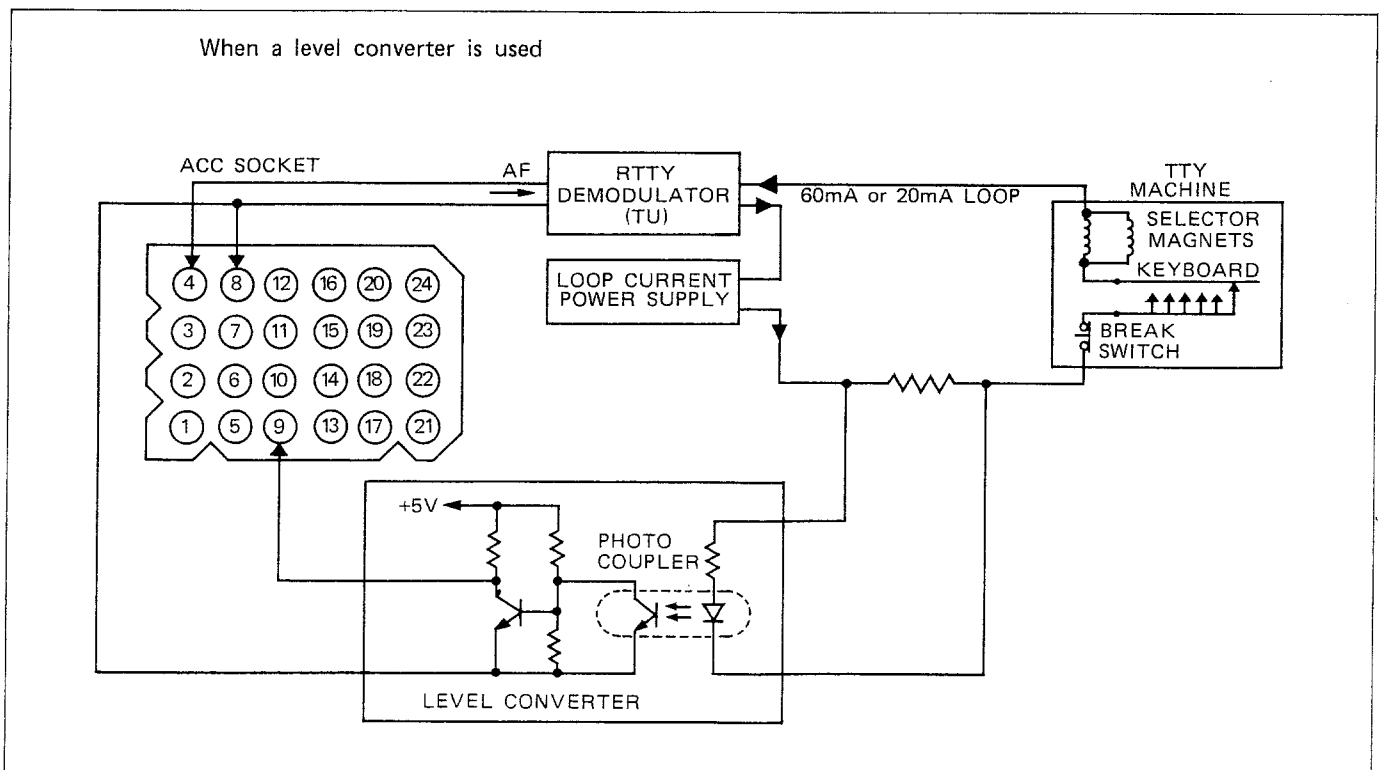 When a level converter is used
ACC SOCKET
AF
RTTY
DEMODULATOR
(TU)
60mA or 20mA LOOP
TTY
MACHINE
SELECTOR
MAGNETS
KEYBOARD
BREAK
SWITCH
LOOP CURRENT
POWER SUPPLY
4 8 12 16 20 24
3 7 11 15 19 23
2 6 10 14 18 22
1 5 9 13 17 21
+5V
PHOTO
COUPLER
LEVEL CONVERTER